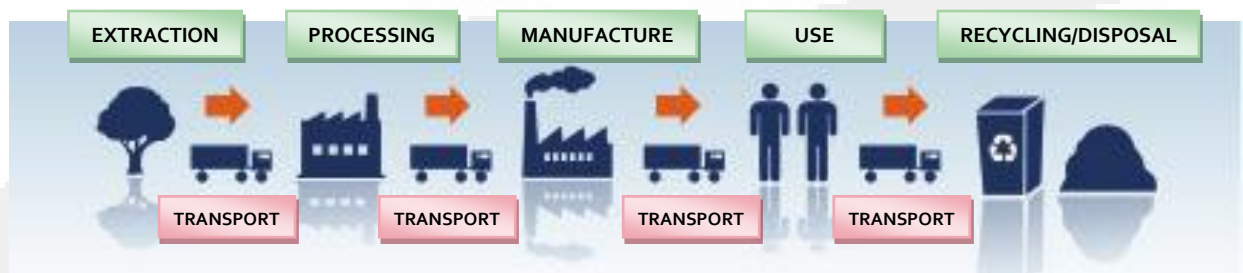 EXTRACTION PROCESSING MANUFACTURE USE RECYCLING/DISPOSAL
TRANSPORT TRANSPORT TRANSPORT TRANSPORT